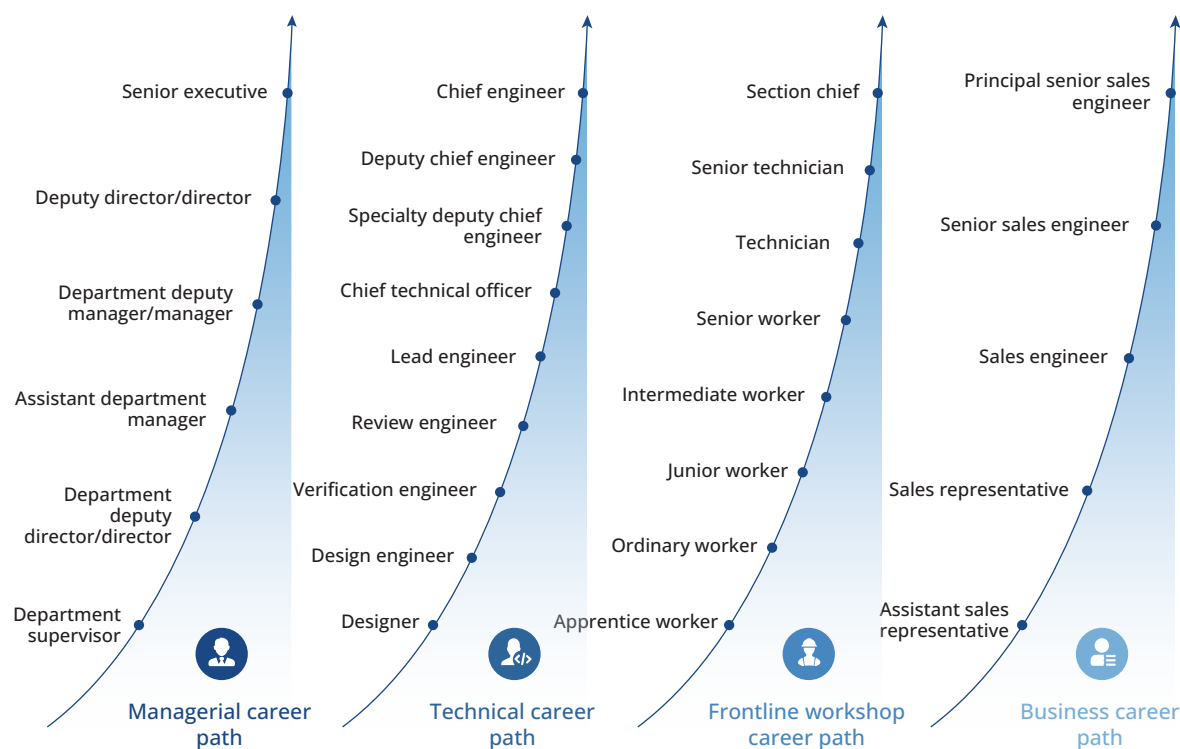 Senior executive
Deputy director/director
Department deputy
manager/manager
Assistant department
manager
Department
deputy
director/director
Department
supervisor
Managerial career
path
Chief engineer
Deputy chief engineer
Specialty deputy chief
engineer
Chief technical officer
Lead engineer
Review engineer
Verification engineer
Design engineer
Designer
Technical career
path
Section chief
Senior technician
Technician
Senior worker
Intermediate worker
Junior worker
Ordinary worker
Apprentice worker
Frontline workshop
career path
Principal senior sales
engineer
Senior sales engineer
Sales engineer
Sales representative
Assistant sales
representative
Business career
path